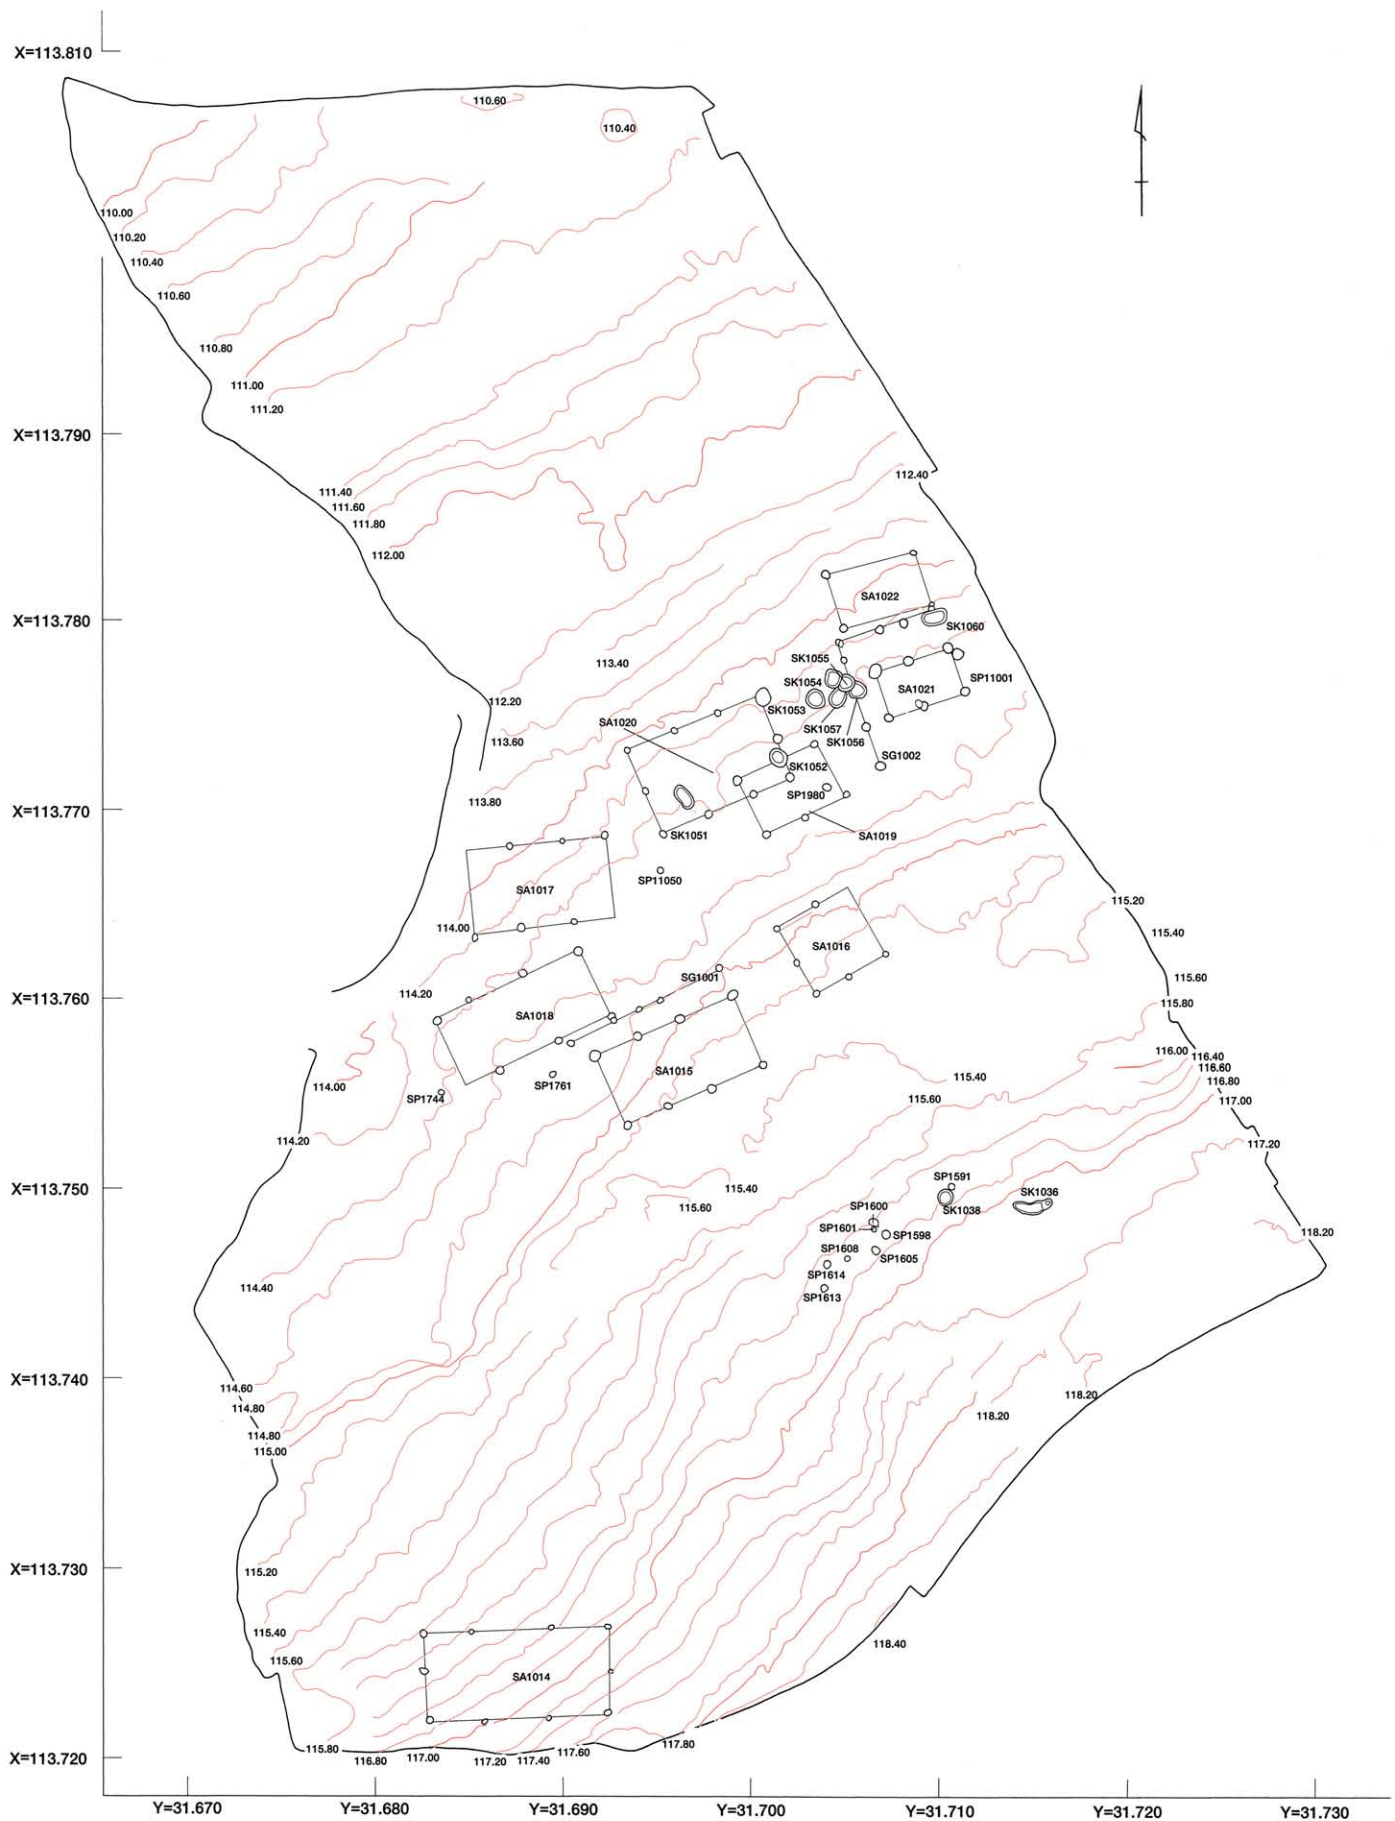 X=113.810
110.60
110.40
110.00
110.20
110.40
110.60
110.80
111.00
111.20
X=113.790
111.40
111.60
111.80
112.00
112.40
SA1022
X=113.780
SK1060
SK1055
113.40
SK1054
SP11001
SA1021
112.20
SK1053
SA1020
SK1057
SK1056
113.60
SG1002
SK1052
SP1980
113.80
X=113.770
SK1051
SA1019
SP11050
SA1017
115.20
114.00
115.40
SA1016
SG1001
115.60
114.20
X=113.760
115.80
SA1018
116.00
116.40
116.60
SA1015
115.40
116.80
114.00
SP1761
SP1744
115.60
117.00
114.20
117.20
SP1591
X=113.750
115.40
SK1036
115.60
SP1600
SK1038
SP1601
SP1598
118.20
SP1608
SP1605
SP1614
114.40
SP1613
X=113.740
114.60
118.20
114.80
118.20
114.80
115.00
X=113.730
115.20
115.40
118.40
115.60
SA1014
117.80
115.80
117.60
X=113.720
116.80
117.00
117.20
117.40
Y=31.670
Y=31.680
Y=31.690
Y=31.700
Y=31.710
Y=31.720
Y=31.730